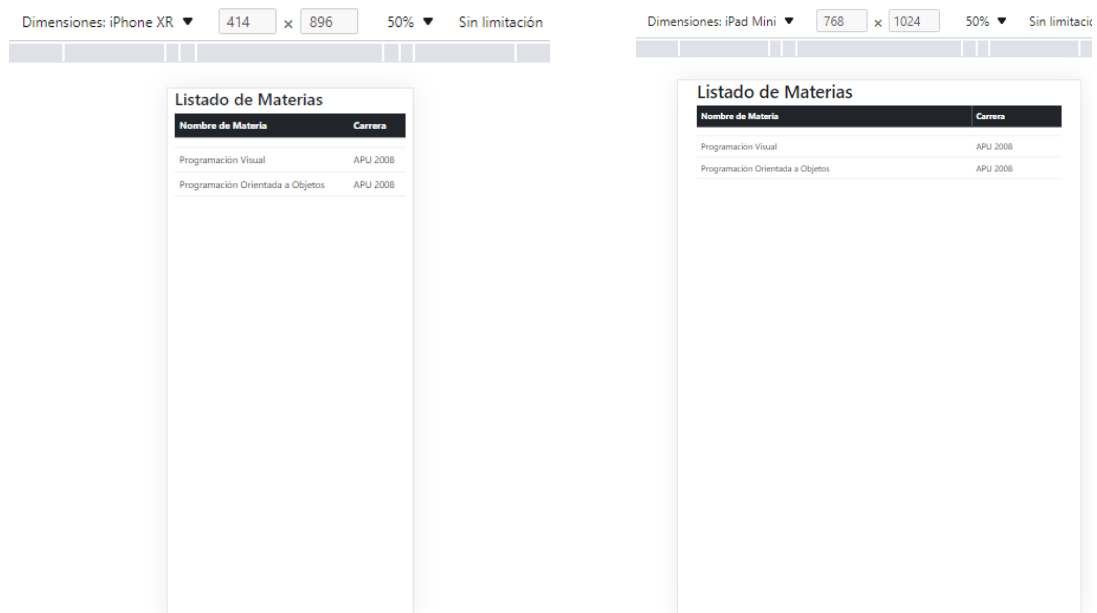 Dimensiones: iPhone XR ▼ 414 × 896 50% ▼ Sin limitación
Listado de Materias
Nombre de Materia Carrera
Programación Visual APU 2008
Programación Orientada a Objetos APU 2008
Dimensiones: iPad Mini ▼ 768 × 1024 50% ▼ Sin limitació
Listado de Materias
Nombre de Materia Carrera
Programación Visual APU 2008
Programación Orientada a Objetos APU 2008